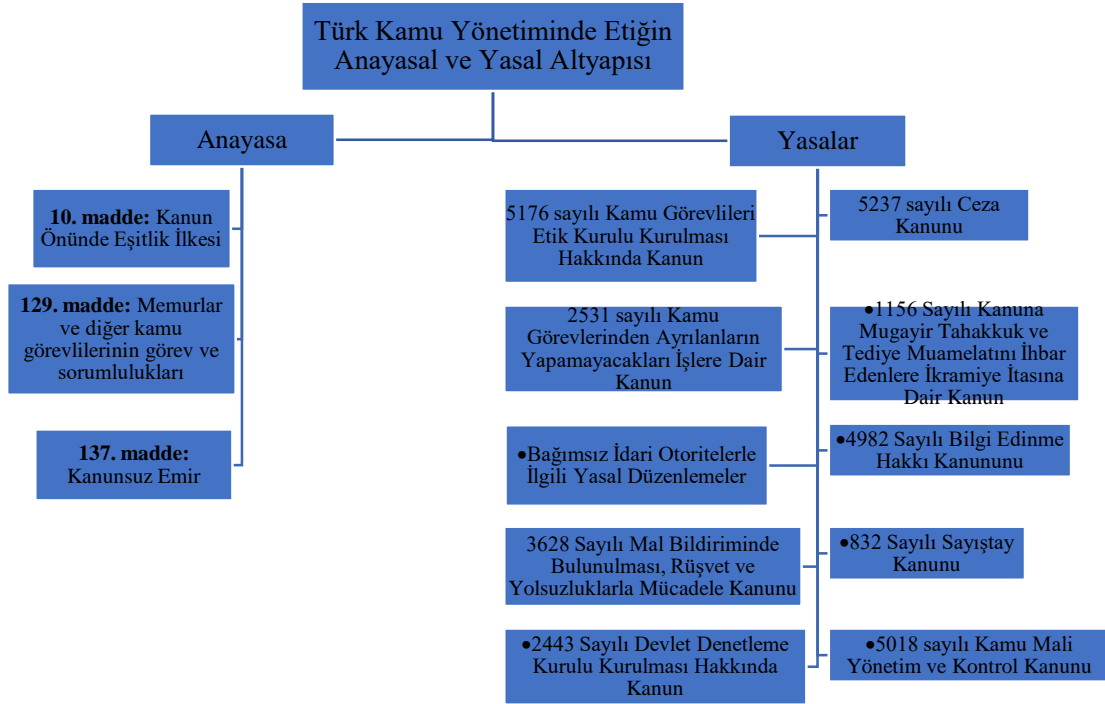 Türk Kamu Yönetiminde Etiğin
Anayasal ve Yasal Altyapısı
Anayasa
10. madde: Kanun
Önünde Eşitlik İlkesi
129. madde: Memurlar
ve diğer kamu
görevlilerinin görev ve
sorumlulukları
137. madde:
Kanunsuz Emir
Yasalar
5176 sayılı Kamu Görevlileri
Etik Kurulu Kurulması
Hakkında Kanun
5237 sayılı Ceza
Kanunu
2531 sayılı Kamu
Görevlerinden Ayrılanların
Yapamayacakları İşlere Dair
Kanun
•1156 Sayılı Kanuna
Mugayir Tahakkuk ve
Tediye Muamelatını İhbar
Edenlere İkramiye İtasına
Dair Kanun
•Bağımsız İdari Otoritelerle
İlgili Yasal Düzenlemeler
•4982 Sayılı Bilgi Edinme
Hakkı Kanununu
3628 Sayılı Mal Bildiriminde
Bulunulması, Rüşvet ve
Yolsuzluklarla Mücadele Kanunu
•832 Sayılı Sayıştay
Kanunu
•2443 Sayılı Devlet Denetleme
Kurulu Kurulması Hakkında
Kanun
•5018 sayılı Kamu Mali
Yönetim ve Kontrol Kanunu